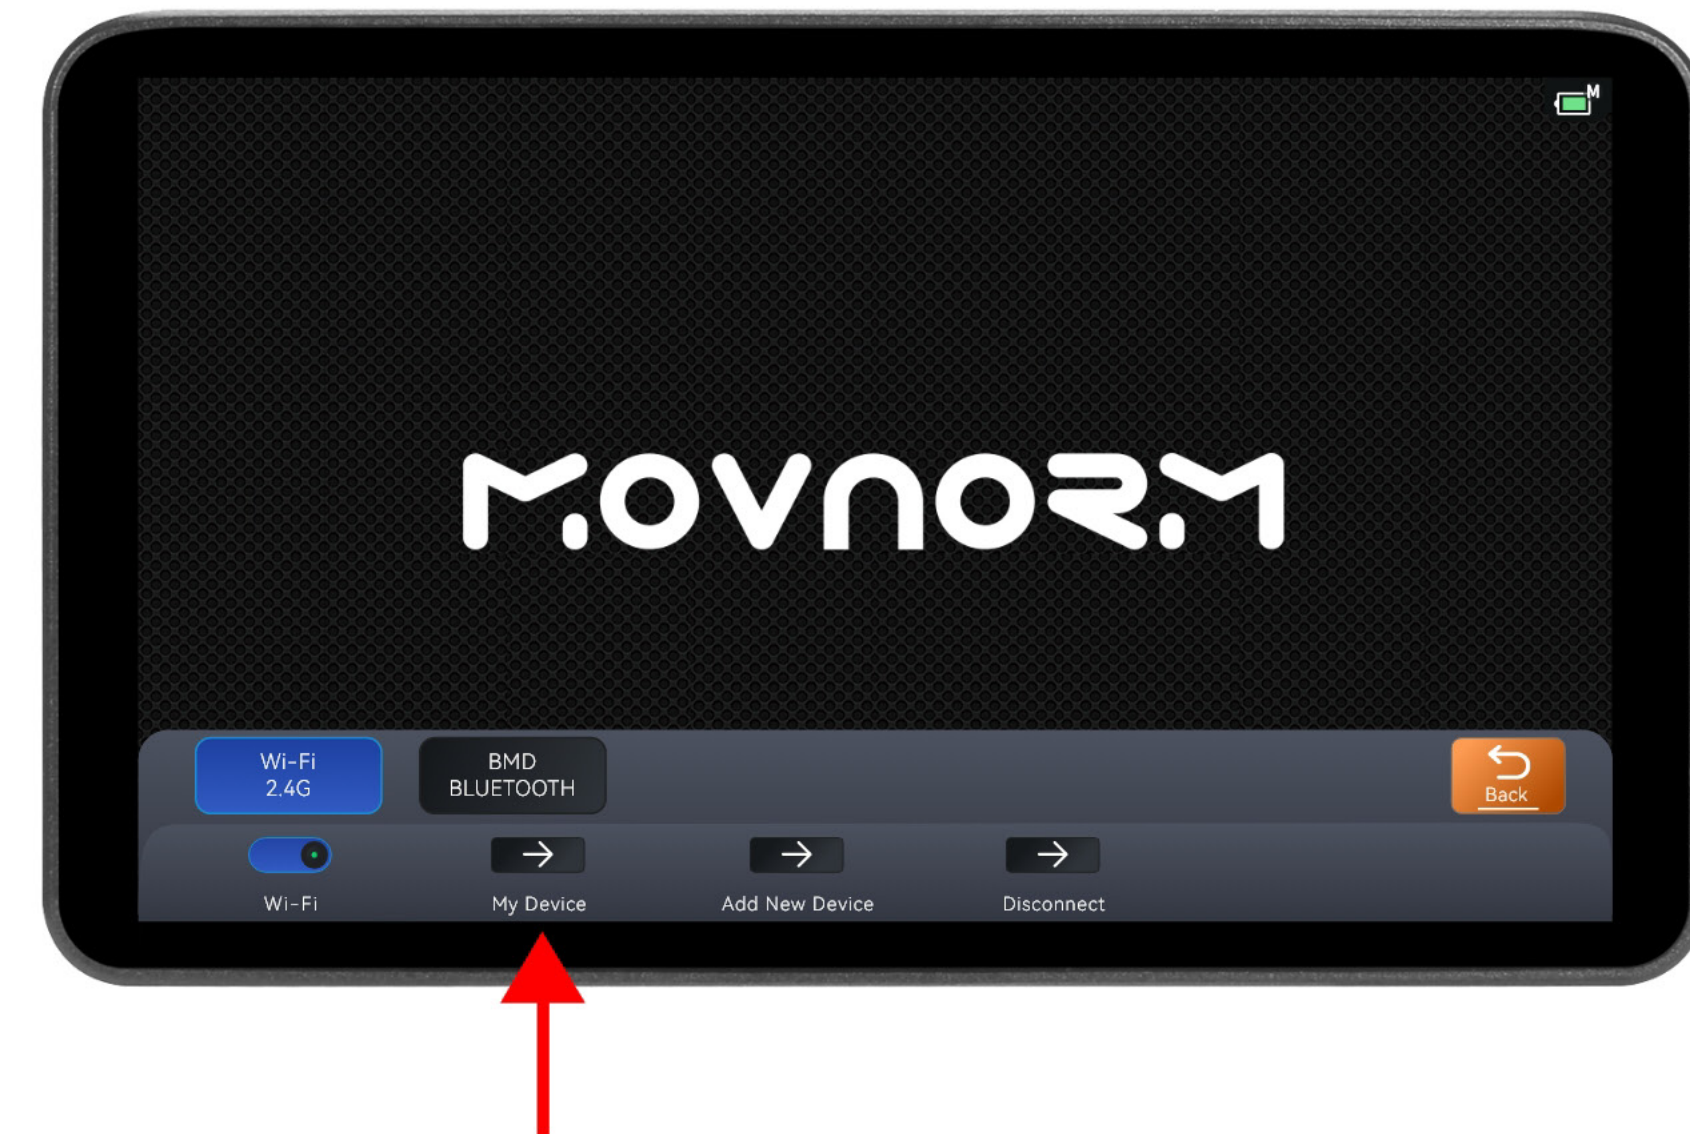 M
MOVNORM
Wi-Fi
2.4G
BMD
BLUETOOTH
Back
Wi-Fi
My Device
Add New Device
Disconnect